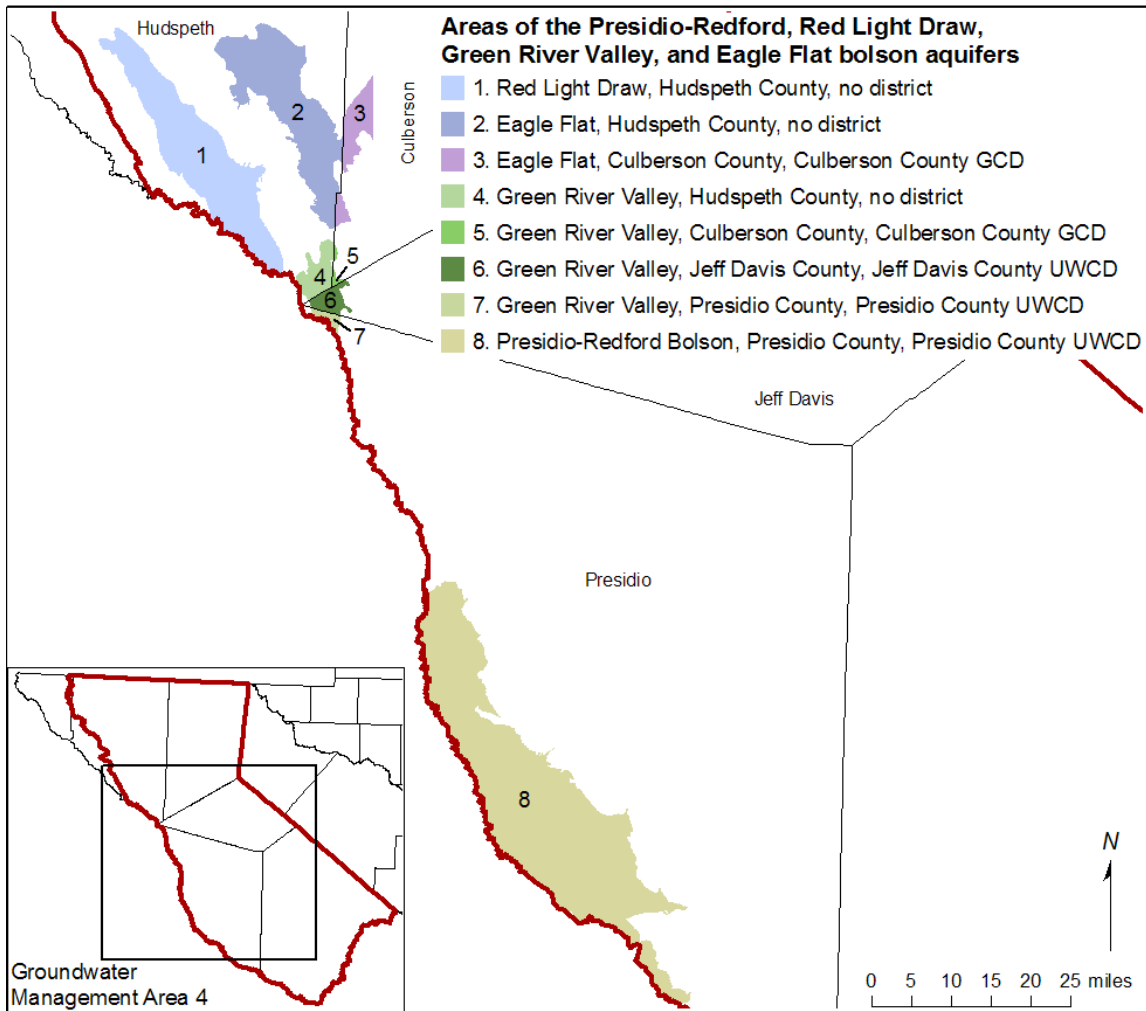 Areas of the Presidio-Redford, Red Light Draw,
Green River Valley, and Eagle Flat bolson aquifers
1. Red Light Draw, Hudspeth County, no district
2. Eagle Flat, Hudspeth County, no district
3. Eagle Flat, Culberson County, Culberson County GCD
4. Green River Valley, Hudspeth County, no district
5. Green River Valley, Culberson County, Culberson County GCD
6. Green River Valley, Jeff Davis County, Jeff Davis County UWCD
7. Green River Valley, Presidio County, Presidio County UWCD
8. Presidio-Redford Bolson, Presidio County, Presidio County UWCD
Hudspeth
Culberson
1
2
3
4
5
6
7
Jeff Davis
Presidio
8
Groundwater
Management Area 4
N
0 5 10 15 20 25 miles